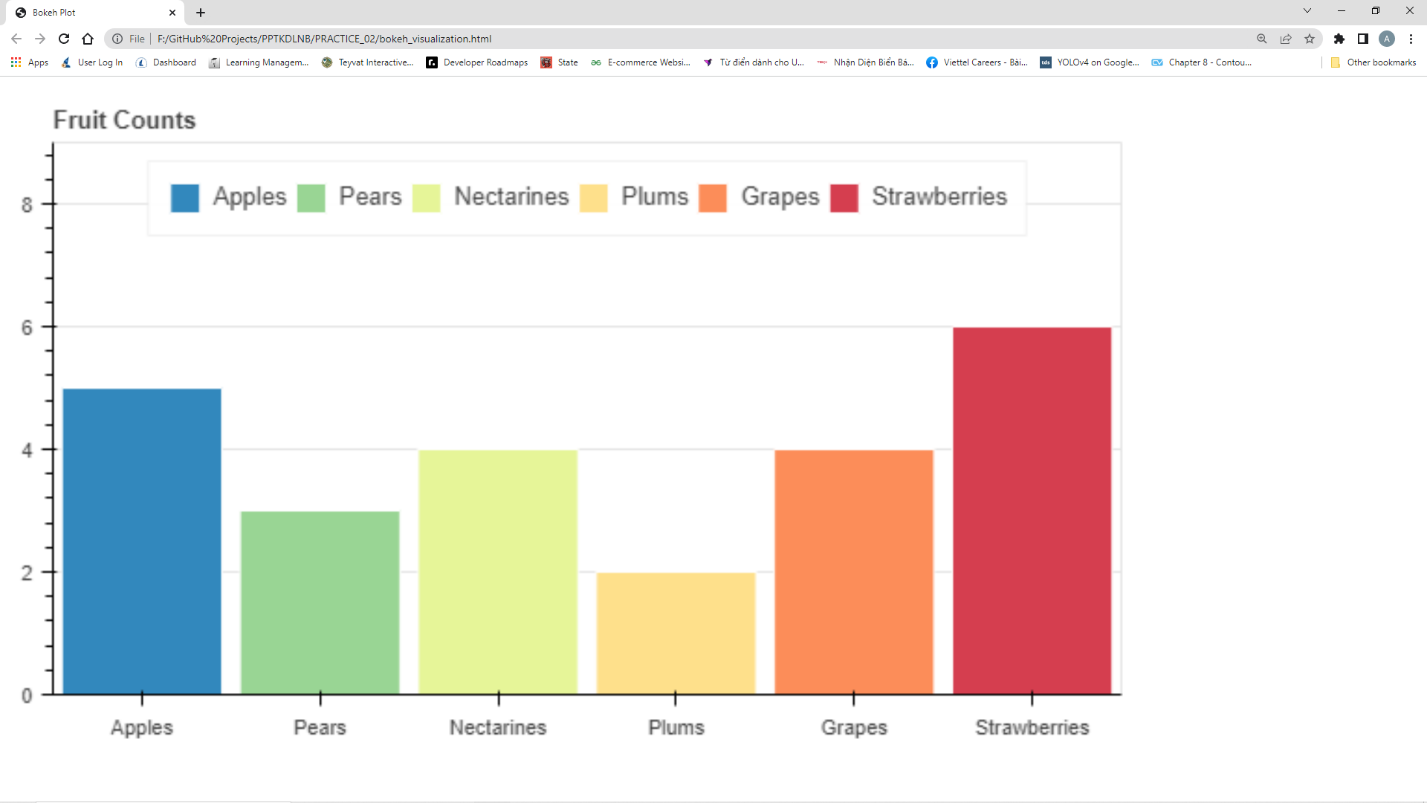 Bokeh Plot
File | F:/GitHub%20Projects/PPTKDLNB/PRACTICE_02/bokeh_visualization.html A
Apps User Log In Dashboard Learning Managem... Teyvat Interactive... Developer Roadmaps State E-commerce Websi... Từ điển dành cho U... Nhận Diện Biển Bá... Viettel Careers - Bài... YOLOv4 on Google... Chapter 8 - Contou... Other bookmarks
Fruit Counts
Apples Pears Nectarines Plums Grapes Strawberries
8
6
4
2
0
Apples Pears Nectarines Plums Grapes Strawberries